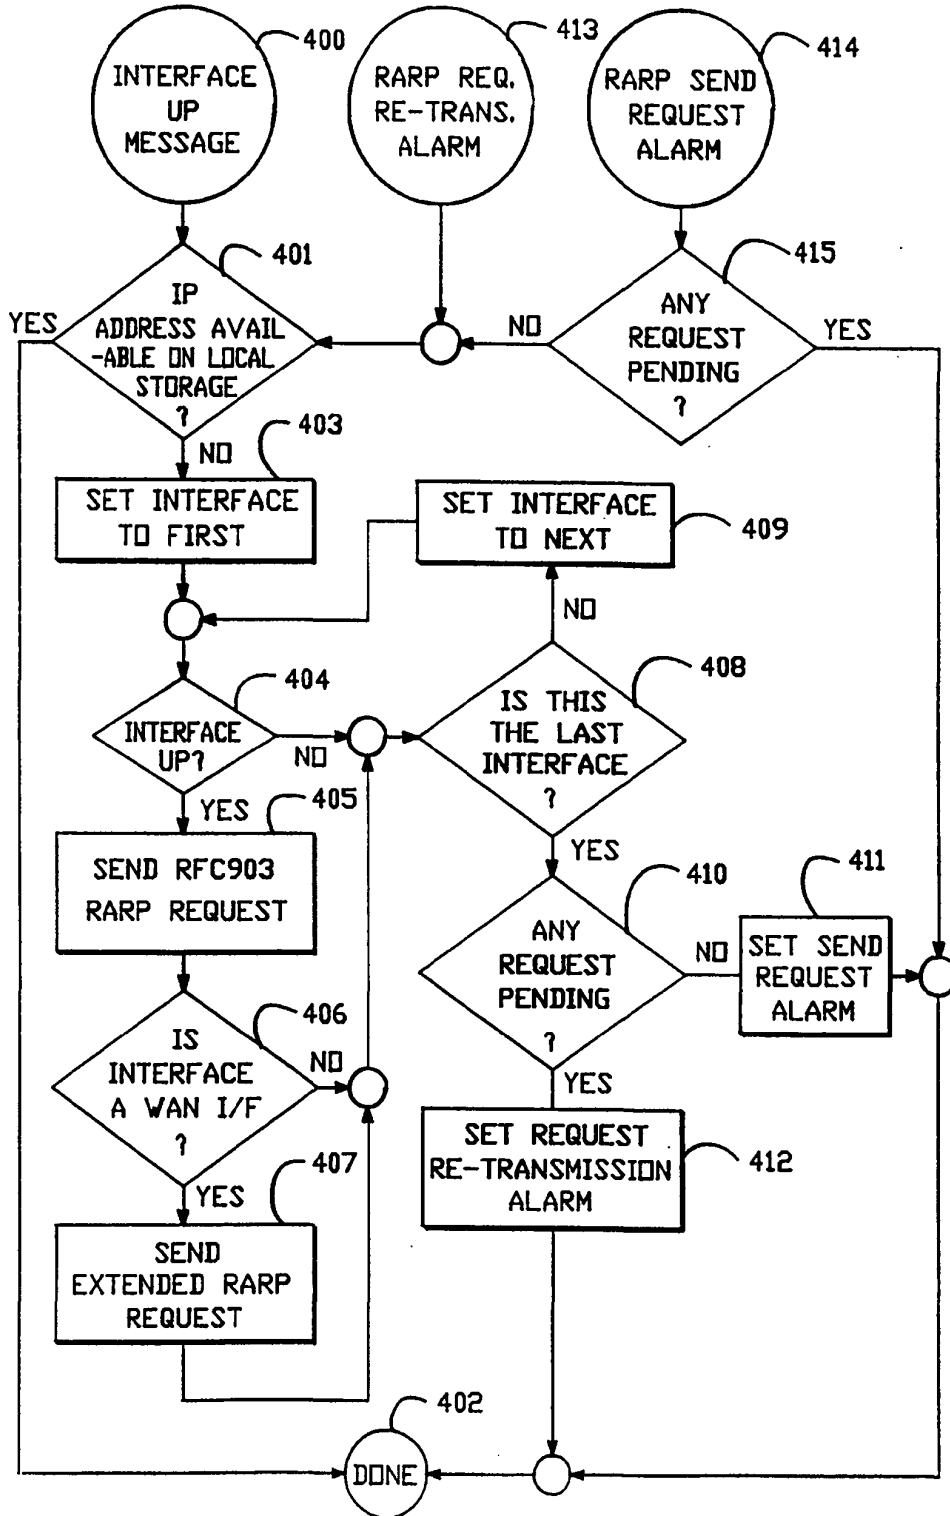 400
INTERFACE
UP
MESSAGE
413
RARP REQ.
RE-TRANS.
ALARM
414
RARP SEND
REQUEST
ALARM
401
IP
ADDRESS AVAIL
-ABLE ON LOCAL
STORAGE
?
YES
NO
415
ANY
REQUEST
PENDING
?
NO
YES
403
SET INTERFACE
TO FIRST
SET INTERFACE
TO NEXT
409
NO
404
INTERFACE
UP?
NO
YES
408
IS THIS
THE LAST
INTERFACE
?
YES
405
SEND RFC903
RARP REQUEST
410
ANY
REQUEST
PENDING
?
NO
YES
411
SET SEND
REQUEST
ALARM
406
IS
INTERFACE
A WAN I/F
?
NO
YES
407
SEND
EXTENDED RARP
REQUEST
SET REQUEST
RE-TRANSMISSION
ALARM
412
402
DONE